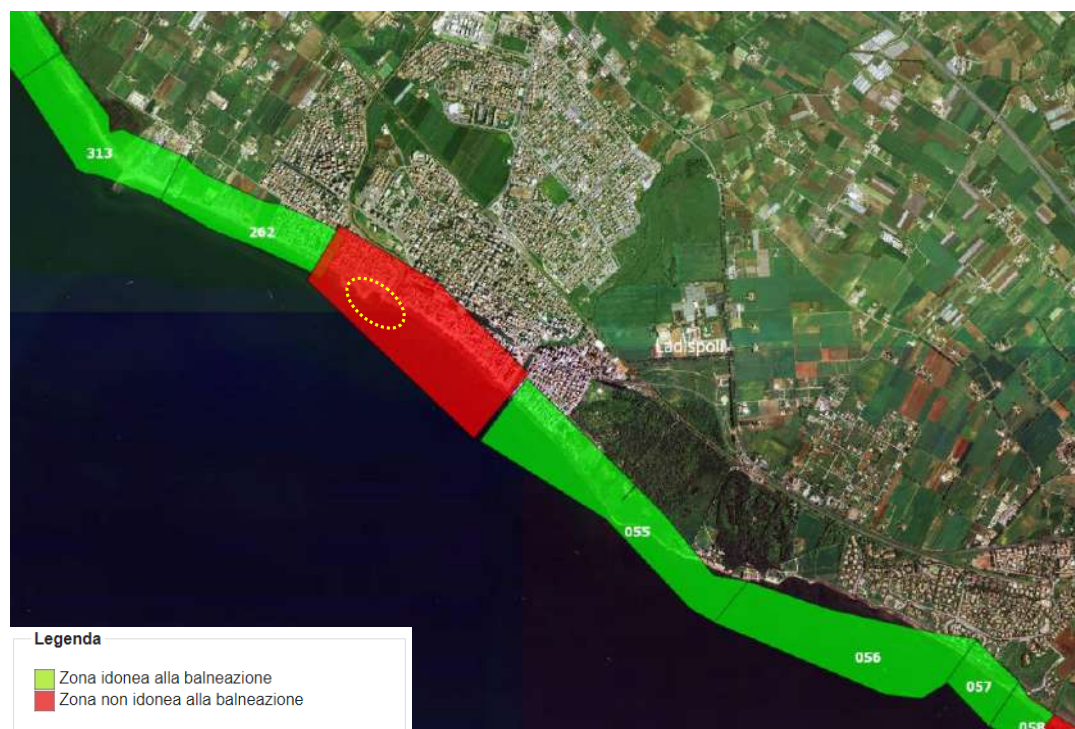 313
262
Ladispoli
055
056
057
058
Legenda
Zona idonea alla balneazione
Zona non idonea alla balneazione